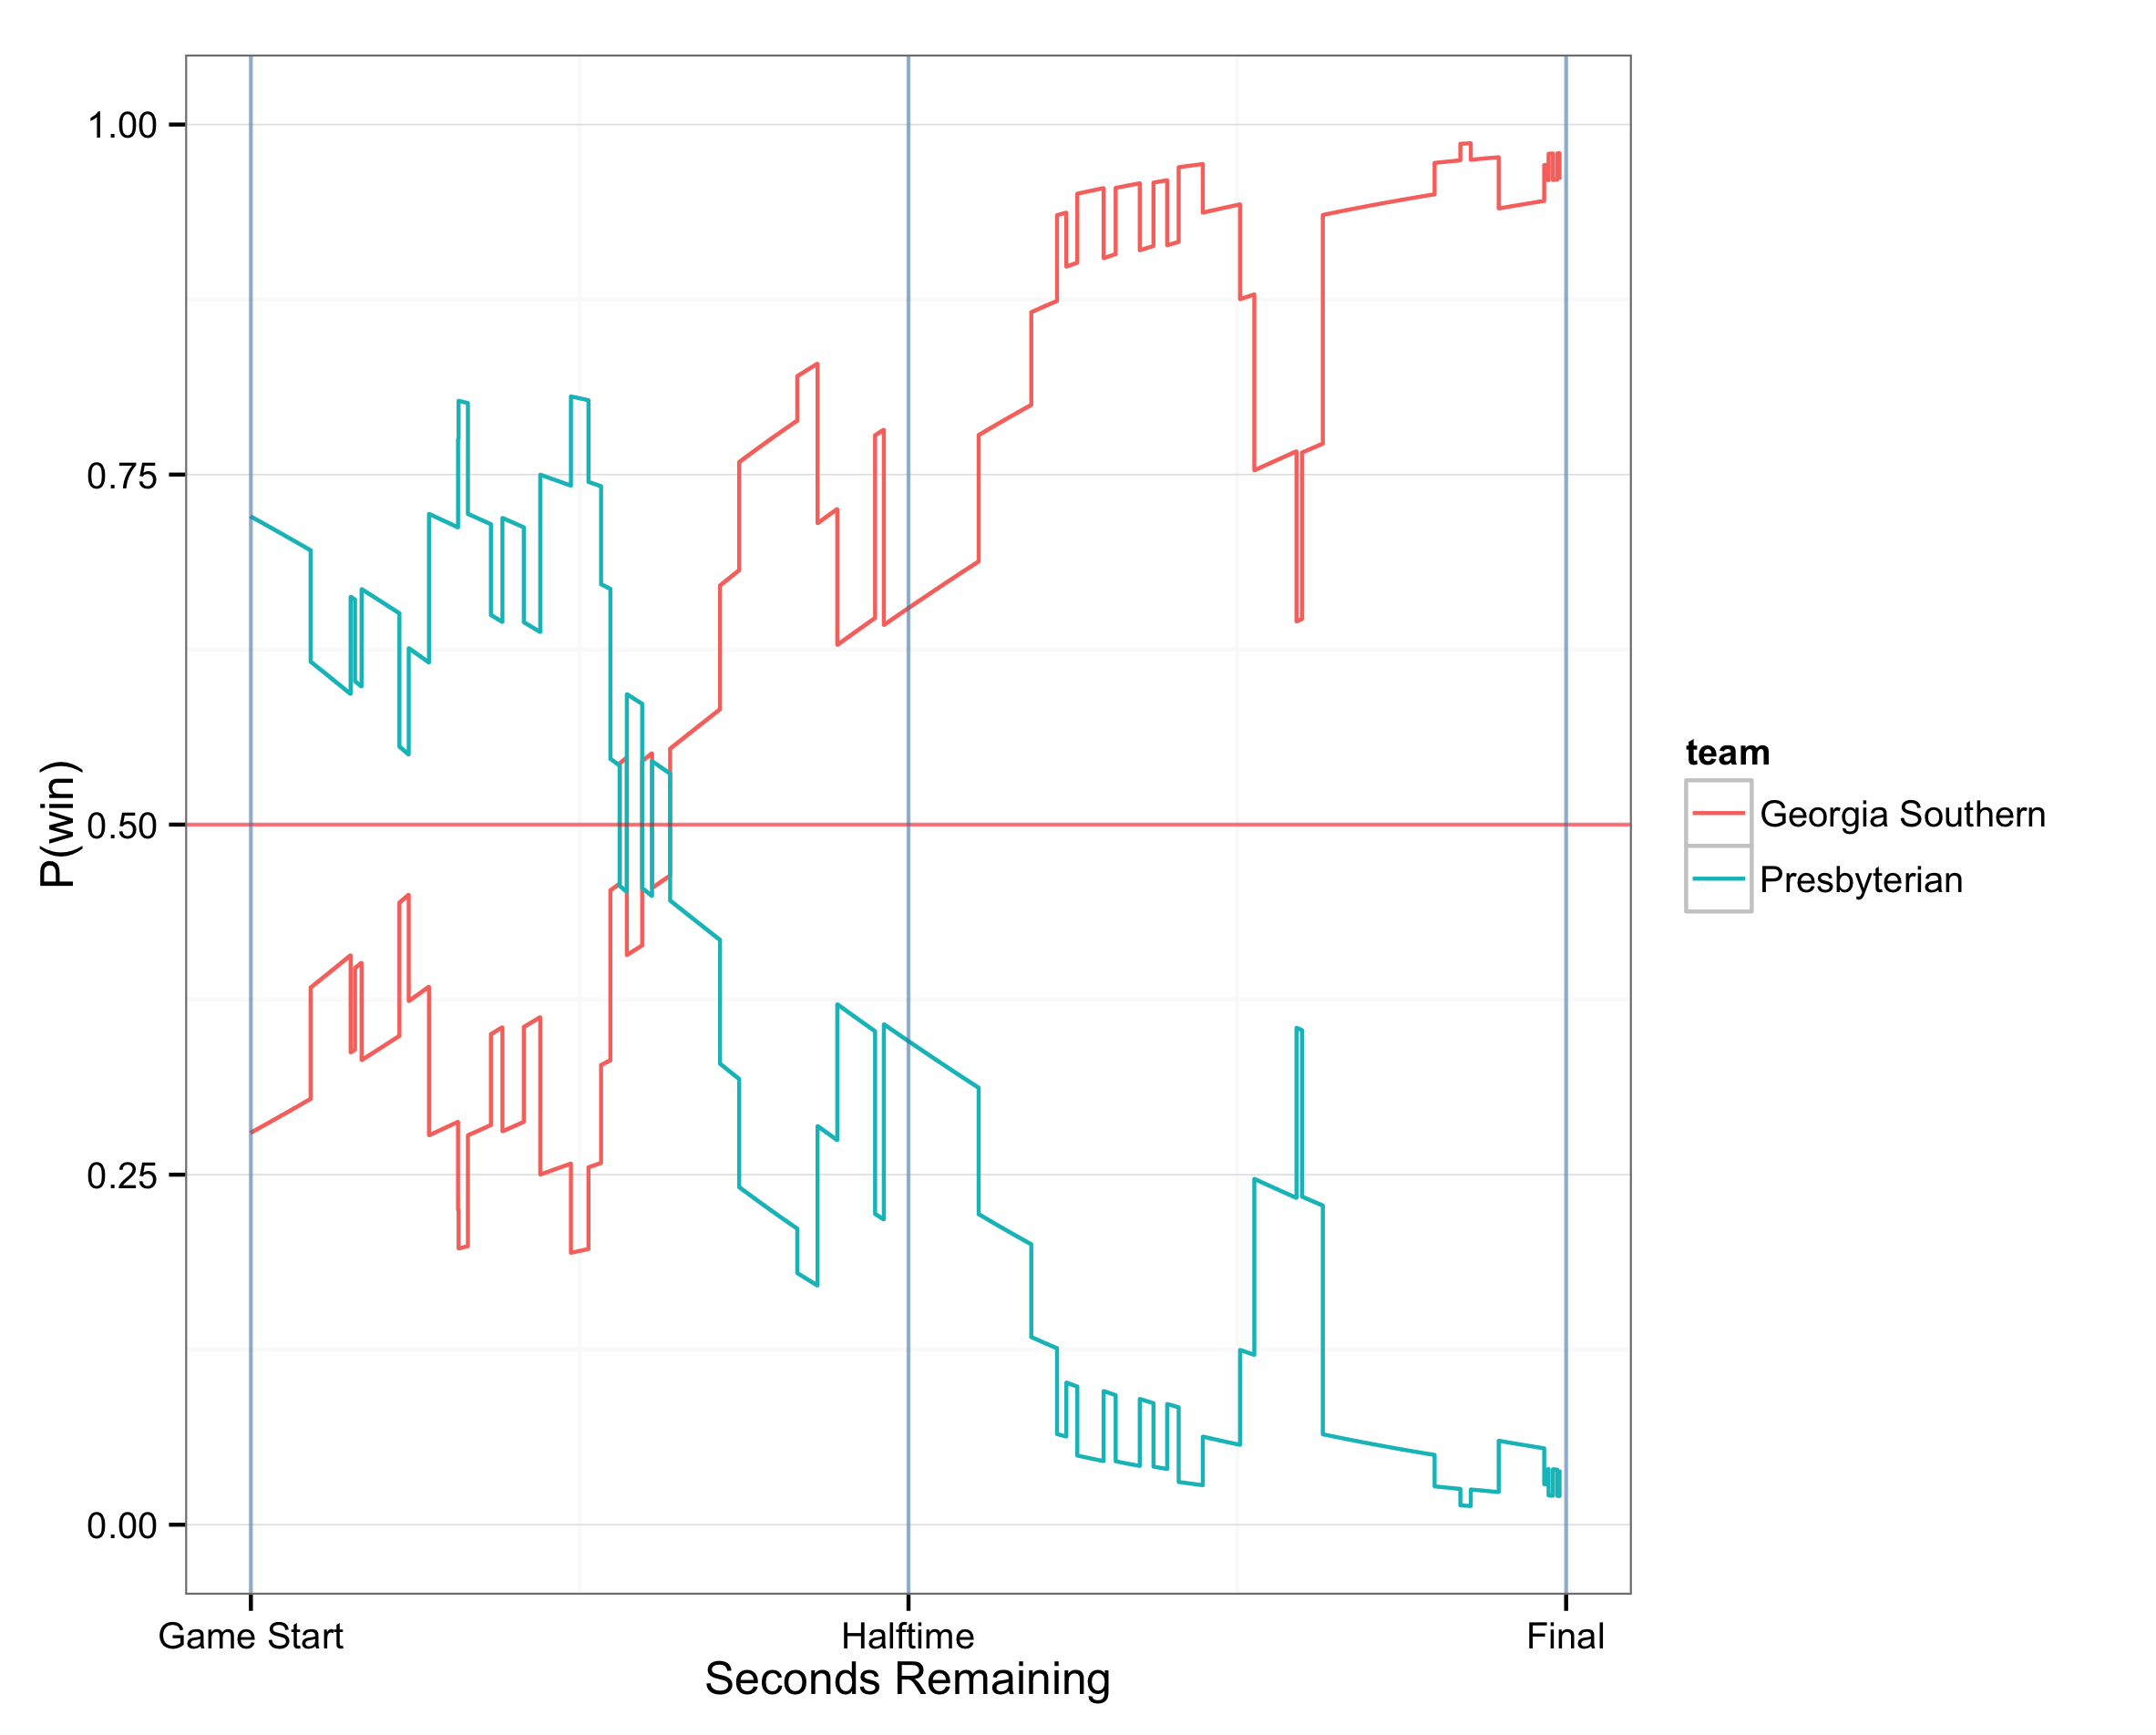 1.00
0.75
0.50
0.25
0.00
P(win)
Game Start
Halftime
Final
Seconds Remaining
team
Georgia Southern
Presbyterian